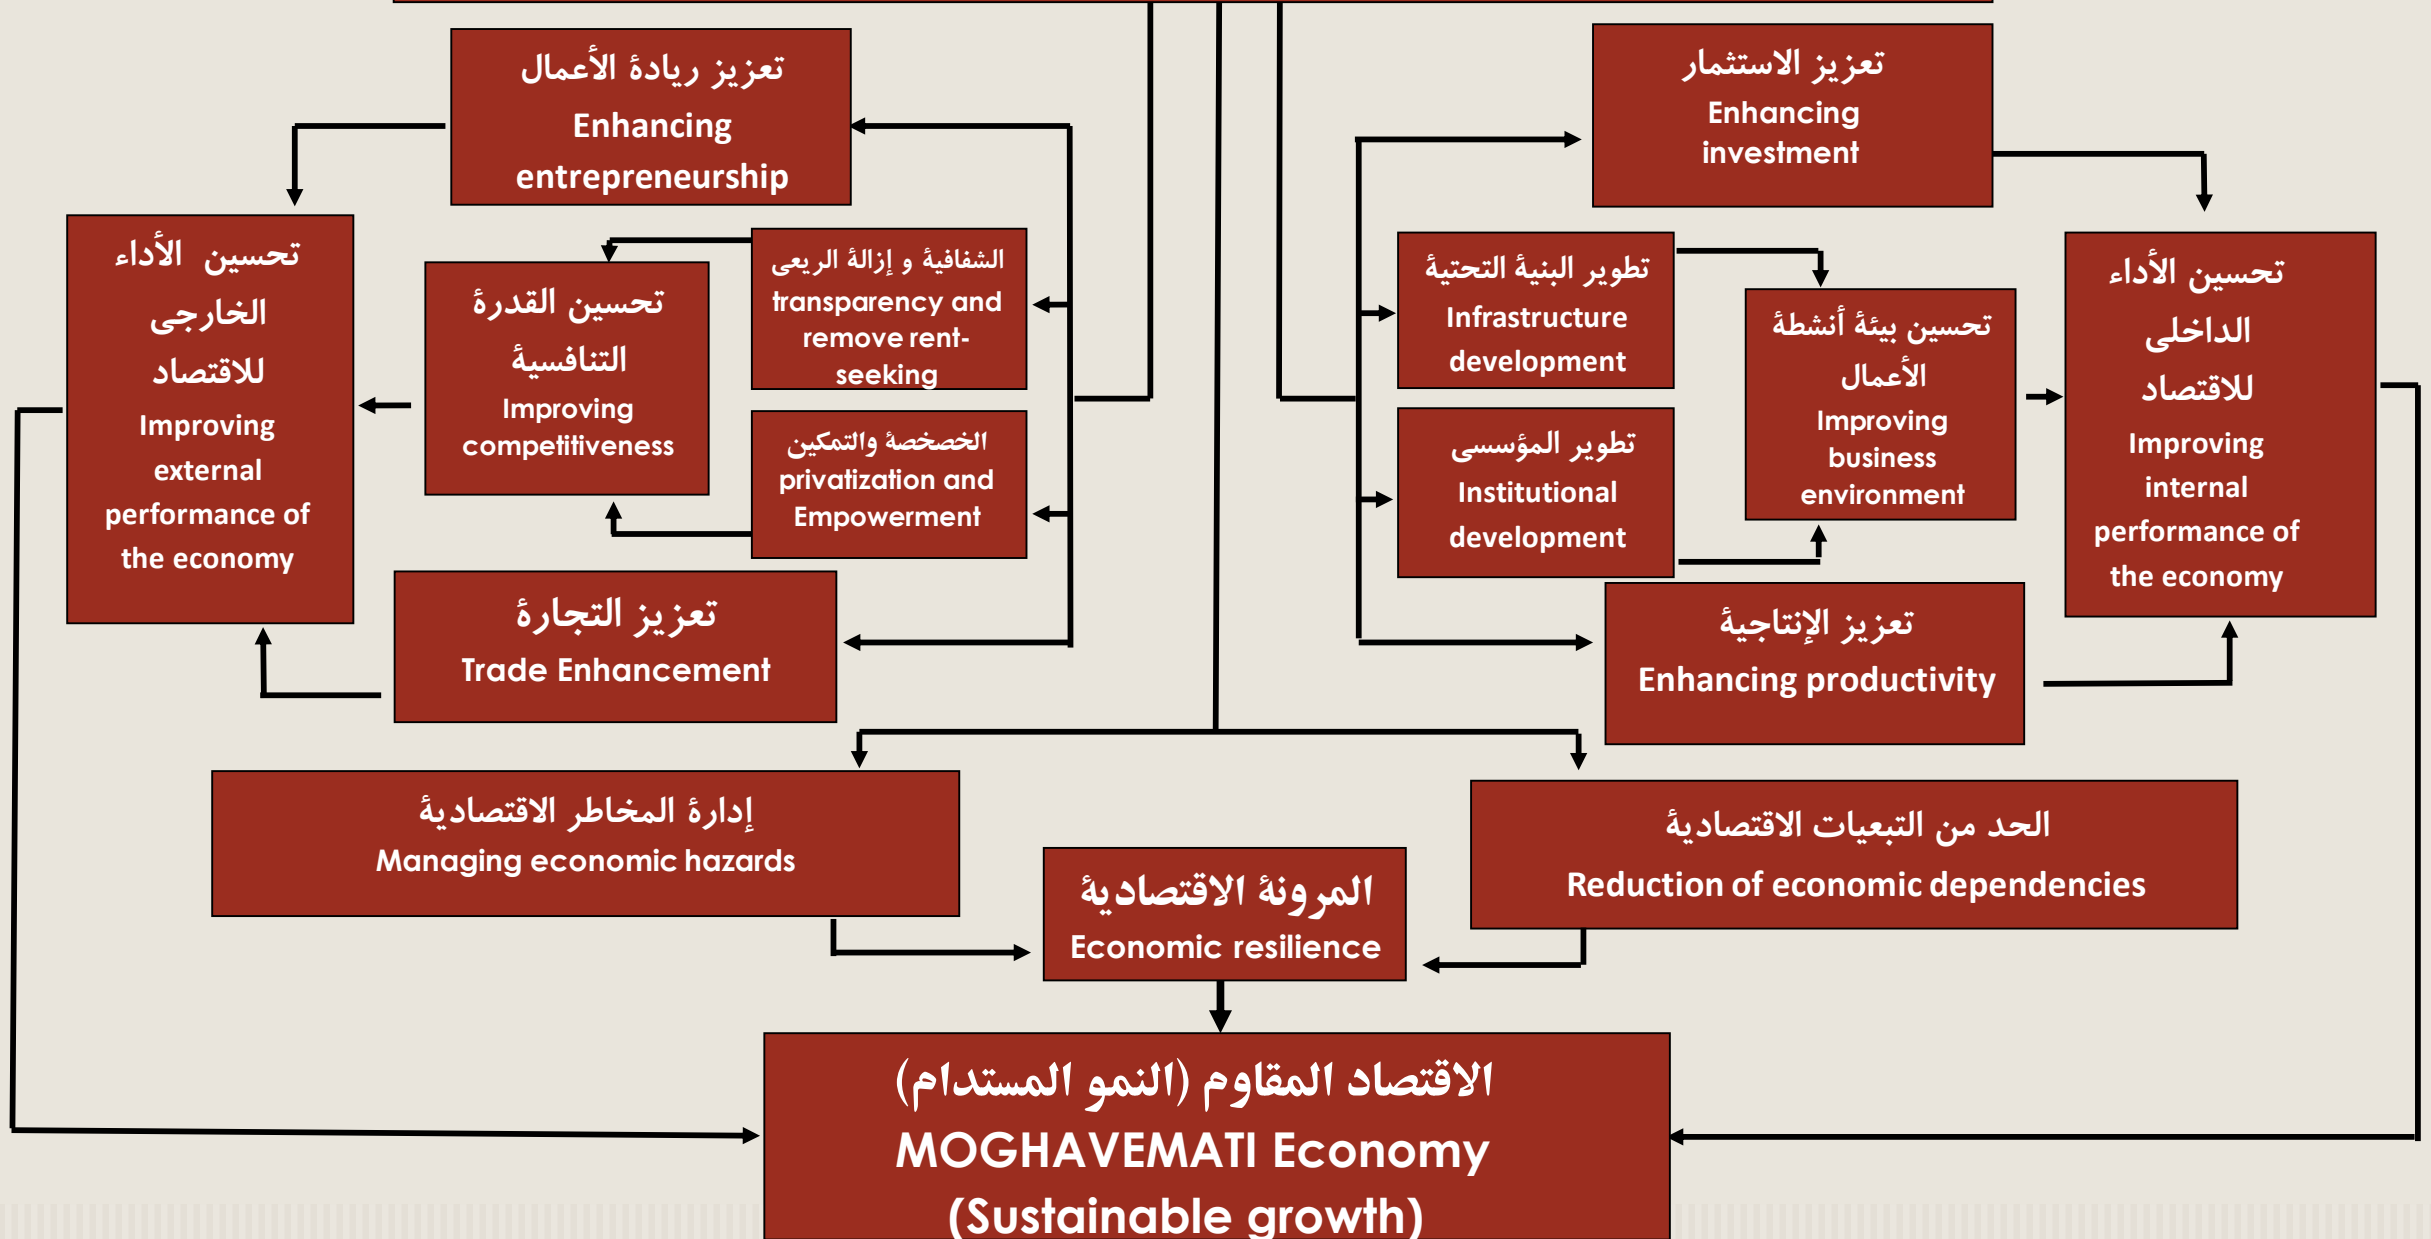 تعزيز ريادة الأعمال
Enhancing
entrepreneurship
تعزيز الاستثمار
Enhancing
investment
تحسين الأداء
الخارجى
للاقتصاد
Improving
external
performance of
the economy
تحسين القدرة
التنافسية
Improving
competitiveness
الشفافية و إزالة الريعى
transparency and
remove rent-
seeking
الخصخصة والتمكين
privatization and
Empowerment
تعزيز التجارة
Trade Enhancement
تطوير البنية التحتية
Infrastructure
development
تطوير المؤسسى
Institutional
development
تحسين بيئة أنشطة
الأعمال
Improving
business
environment
تحسين الأداء
الداخلى
للاقتصاد
Improving
internal
performance of
the economy
تعزيز الإنتاجية
Enhancing productivity
إدارة المخاطر الاقتصادية
Managing economic hazards
الحد من التبعيات الاقتصادية
Reduction of economic dependencies
المرونة الاقتصادية
Economic resilience
الاقتصاد المقاوم (النمو المستدام)
MOGHAVEMATI Economy
(Sustainable growth)